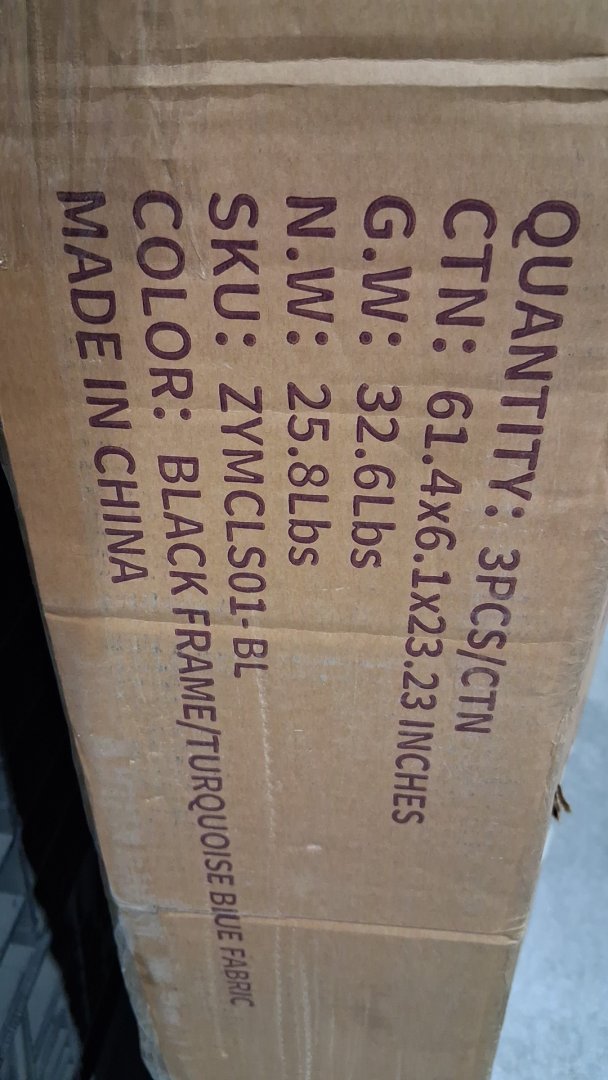 QUANTITY: 3PCS/CTN
CTN: 61.4x6.1x23.23 INCHES
G.W: 32.6Lbs
N.W: 25.8Lbs
SKU: ZYMCLS01-BL
COLOR: BLACK FRAME/TURQUOISE BIUE FABRIC
MADE IN CHINA